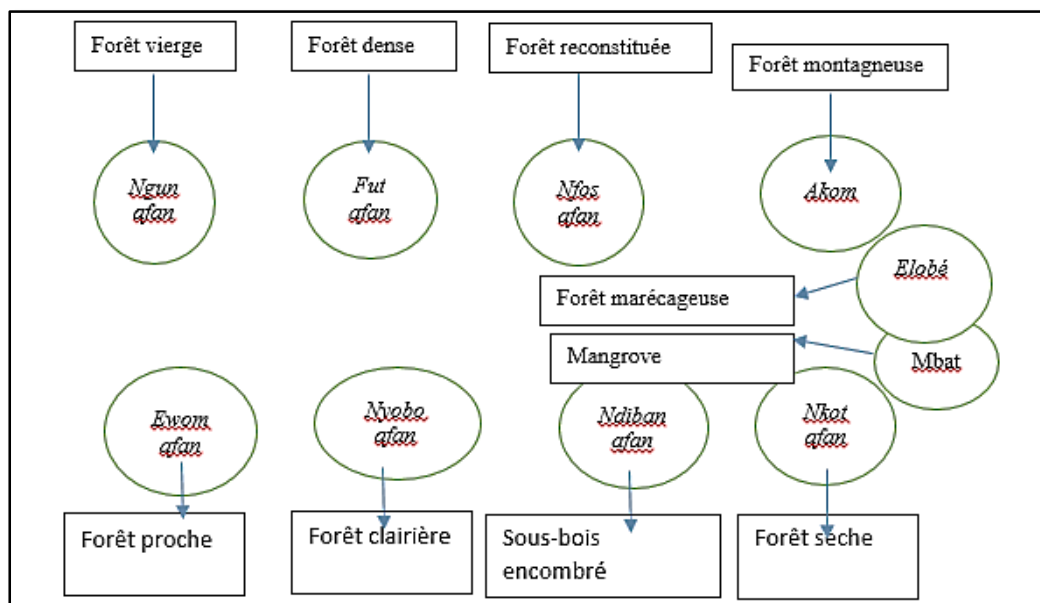 Forêt vierge
Forêt dense
Forêt reconstituée
Forêt montagneuse
Ngun
afan
Fut
afan
Nfos
afan
Akom
Elobé
Forêt marécageuse
Mangrove
Mbat
Ewom
afan
Nyobo
afan
Ndiban
afan
Nkot
afan
Forêt proche
Forêt clairière
Sous-bois
encombré
Forêt sèche